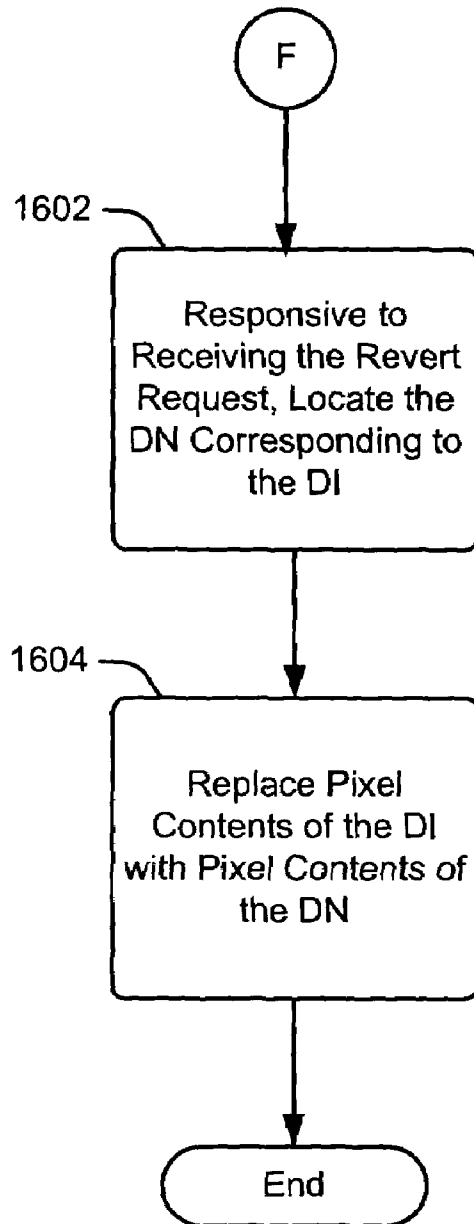 F
1602
Responsive to
Receiving the Revert
Request, Locate the
DN Corresponding to
the DI
1604
Replace Pixel
Contents of the DI
with Pixel Contents of
the DN
End